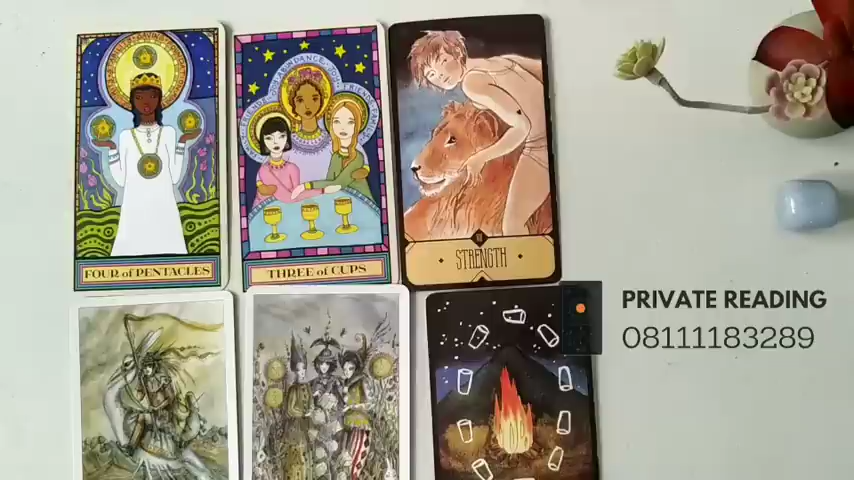 FOUR of PENTACLES
THREE of CUPS
STRENGTH
PRIVATE READING
08111183289